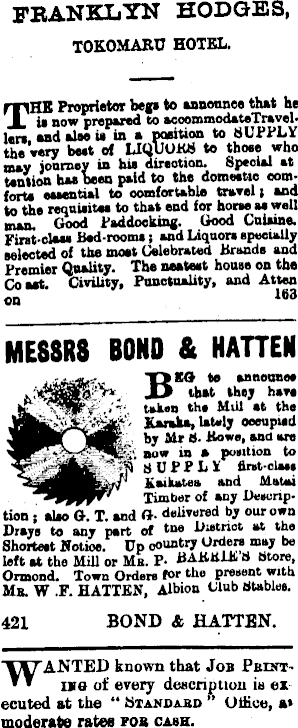 FRANKLYN HODGES,
TOKOMARU HOTEL.
THE Proprietor begs to announce that he
is now prepared to accommodate Travel-
lers, and also is in a position to SUPPLY
the very best of LIQUORS to those who
may journey in his direction. Special at
tention has been paid to the domestic com-
forts essential to comfortable travel; and
to the requisites to that end for horse as well
man. Good Paddocking. Good Cuisine.
First-class Bed-rooms; and Liquors specially
selected of the most Celebrated Brands and
Premier Quality. The neatest house on the
Coast. Civility, Punctuality, and Atten
on 163
MESSRS BOND & HATTEN
BEG to announce
that they have
taken the Mill at the
Karaka, lately occupied
by Mr S. Rowe, and are
now in a position to
SUPPLY first-class
Kaikatea and Matai
Timber of any Descrip-
tion; also G. T. and G. delivered by our own
Drays to any part of the District at the
Shortest Notice. Up country Orders may be
left at the Mill or MR. P. BARRIE'S Store,
Ormond. Town Orders for the present with
MR. W .F. HATTEN, Albion Club Stables.
421 BOND & HATTEN.
WANTED known that JOB PRINT-
ING of every description is ex
ecuted at the "STANDARD" Office, at
moderate rates FOR CASH.